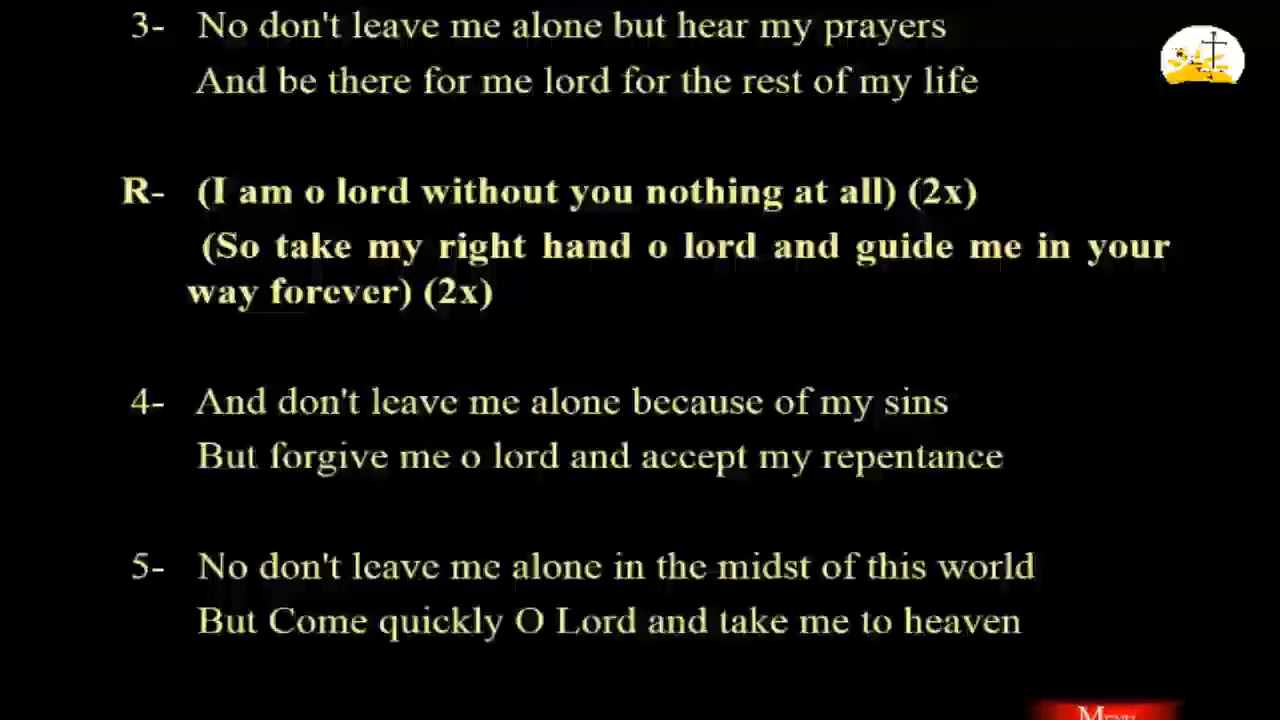 3- No don't leave me alone but hear my prayers
And be there for me lord for the rest of my life
R- (I am o lord without you nothing at all) (2x)
(So take my right hand o lord and guide me in your
way forever) (2x)
4- And don't leave me alone because of my sins
But forgive me o lord and accept my repentance
5- No don't leave me alone in the midst of this world
But Come quickly O Lord and take me to heaven
MENU